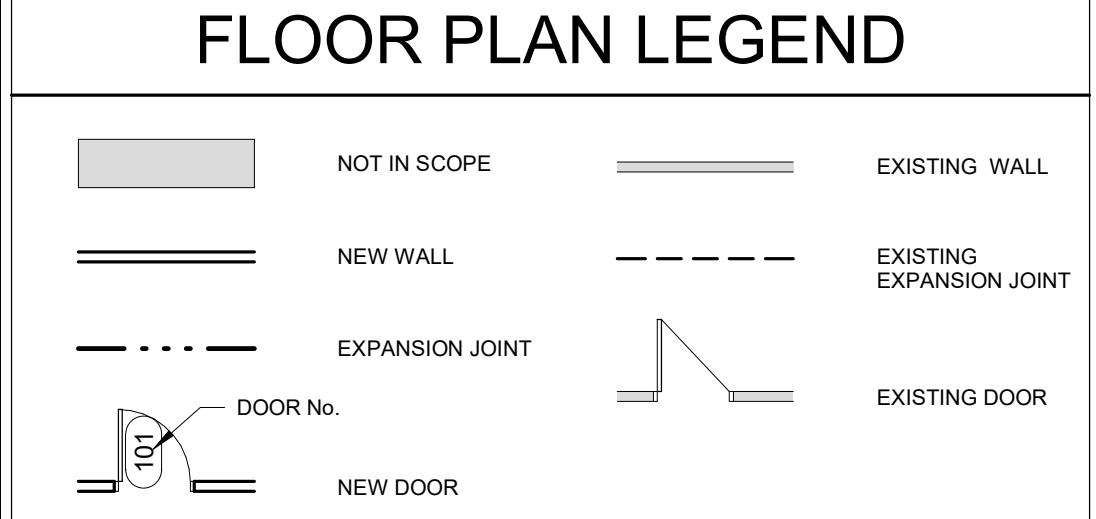 FLOOR PLAN LEGEND
NOT IN SCOPE
NEW WALL
EXPANSION JOINT
DOOR No.
101
NEW DOOR
EXISTING WALL
EXISTING
EXPANSION JOINT
EXISTING DOOR